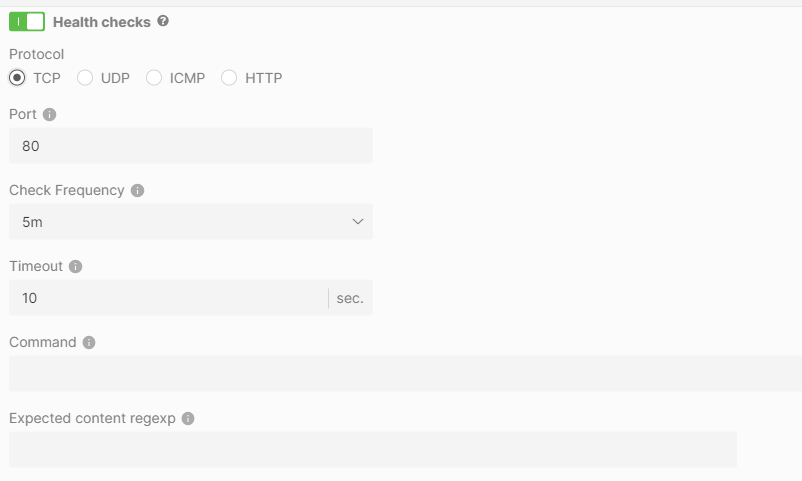 Health checks ?
Protocol
TCP UDP ICMP HTTP
Port i
80
Check Frequency i
5m
Timeout i
10 sec.
Command i
Expected content regexp i